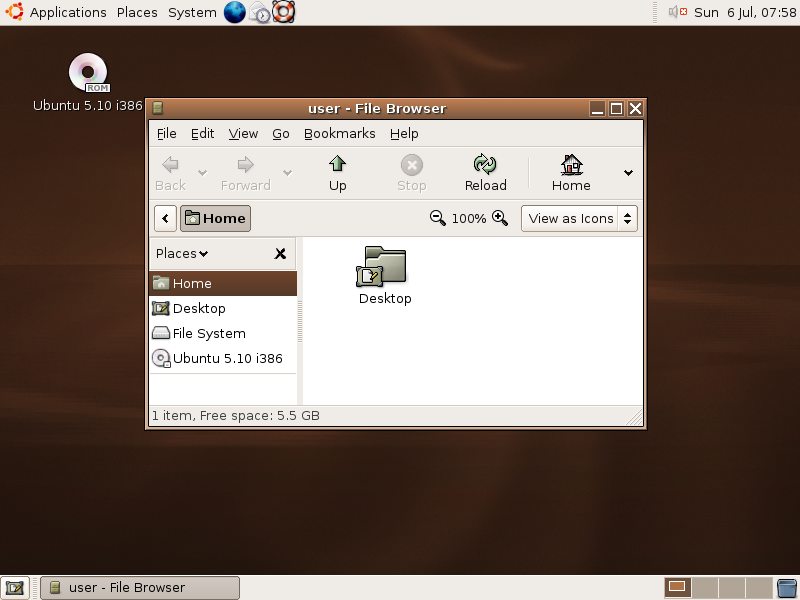 Applications Places System Sun 6 Jul, 07:58
ROM
Ubuntu 5.10 i386
user - File Browser
File Edit View Go Bookmarks Help
Back Forward Up Stop Reload Home
Home 100% View as Icons
Places
Home
Desktop
File System
Ubuntu 5.10 i386
Desktop
1 item, Free space: 5.5 GB
user - File Browser